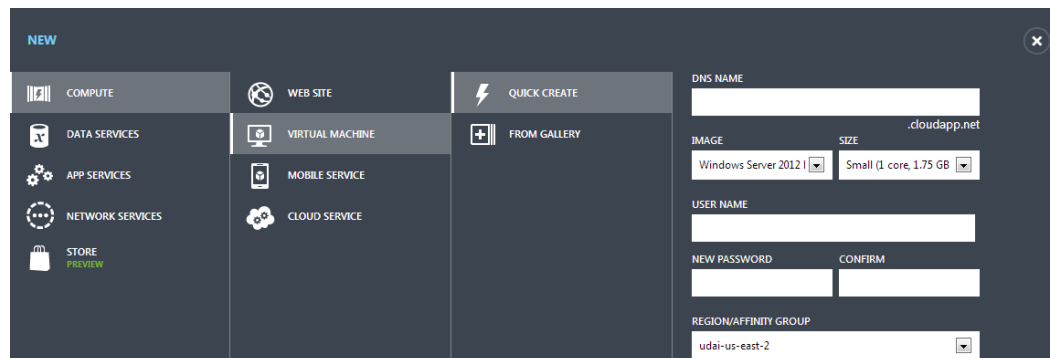 NEW
COMPUTE
DATA SERVICES
APP SERVICES
NETWORK SERVICES
STORE
PREVIEW
WEB SITE
VIRTUAL MACHINE
MOBILE SERVICE
CLOUD SERVICE
QUICK CREATE
FROM GALLERY
DNS NAME
.cloudapp.net
IMAGE SIZE
Windows Server 2012 Small (1 core, 1.75 GB
USER NAME
NEW PASSWORD CONFIRM
REGION/AFFINITY GROUP
udai-us-east-2